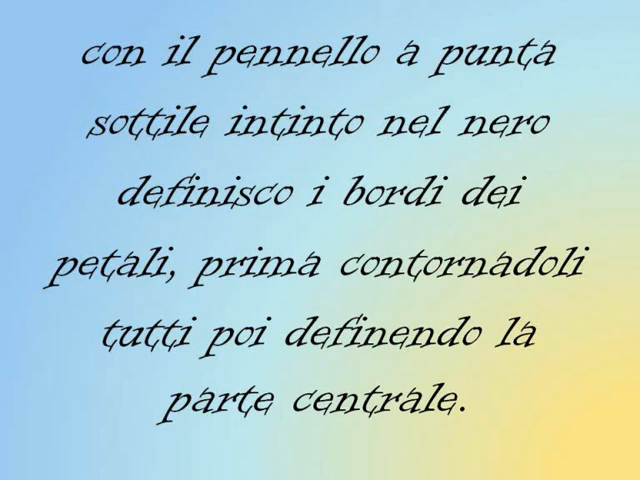 con il pennello a punta
sottile intinto nel nero
definisco i bordi dei
petali, prima contornadoli
tutti poi definendo la
parte centrale.